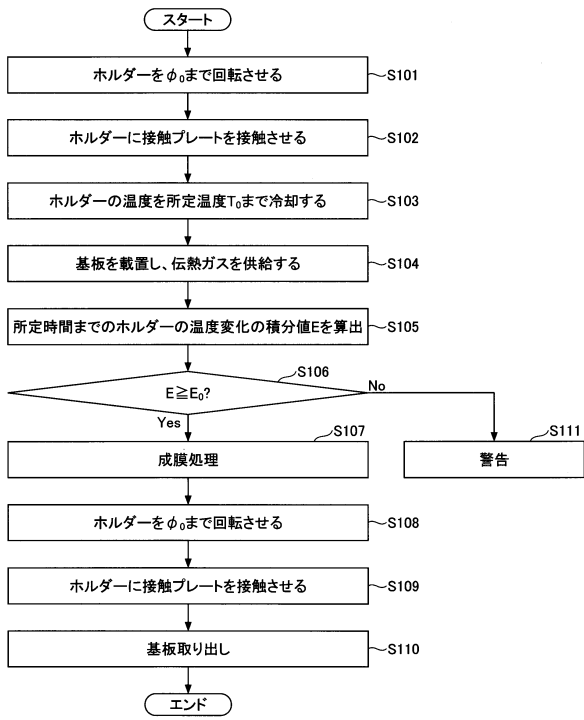 スタート
ホルダーをφ₀まで回転させる
S101
ホルダーに接触プレートを接触させる
S102
ホルダーの温度を所定温度T₀まで冷却する
S103
基板を載置し、伝熱ガスを供給する
S104
所定時間までのホルダーの温度変化の積分値Eを算出
S105
S106
E≧E₀?
No
Yes
S107
成膜処理
S111
警告
ホルダーをφ₀まで回転させる
S108
ホルダーに接触プレートを接触させる
S109
基板取り出し
S110
エンド